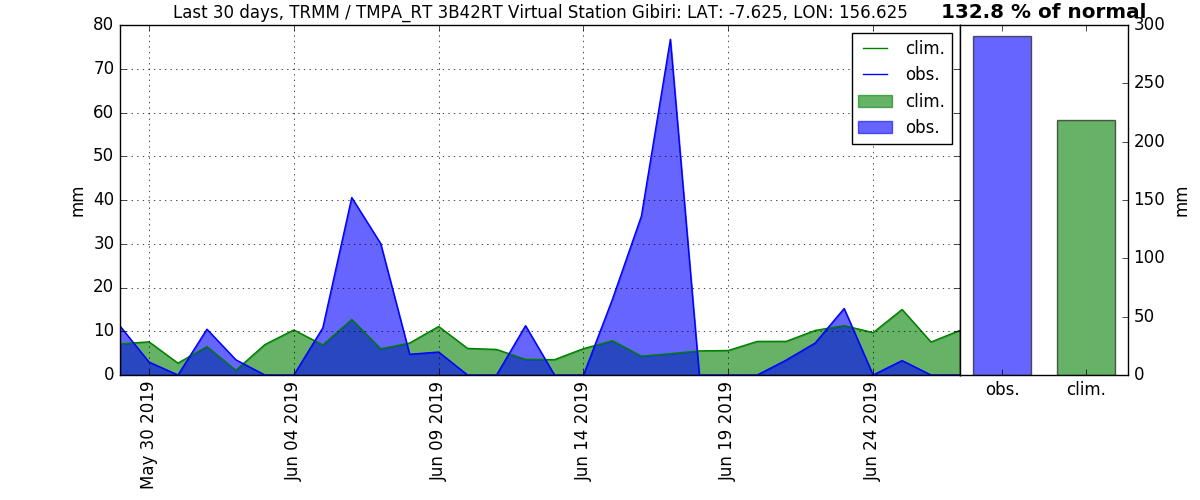 Last 30 days, TRMM / TMPA_RT 3B42RT Virtual Station Gibiri: LAT: -7.625, LON: 156.625
132.8 % of normal
80
70
60
50
40
30
20
10
0
mm
clim.
obs.
clim.
obs.
May 30 2019
Jun 04 2019
Jun 09 2019
Jun 14 2019
Jun 19 2019
Jun 24 2019
300
250
200
150
100
50
0
mm
obs.
clim.